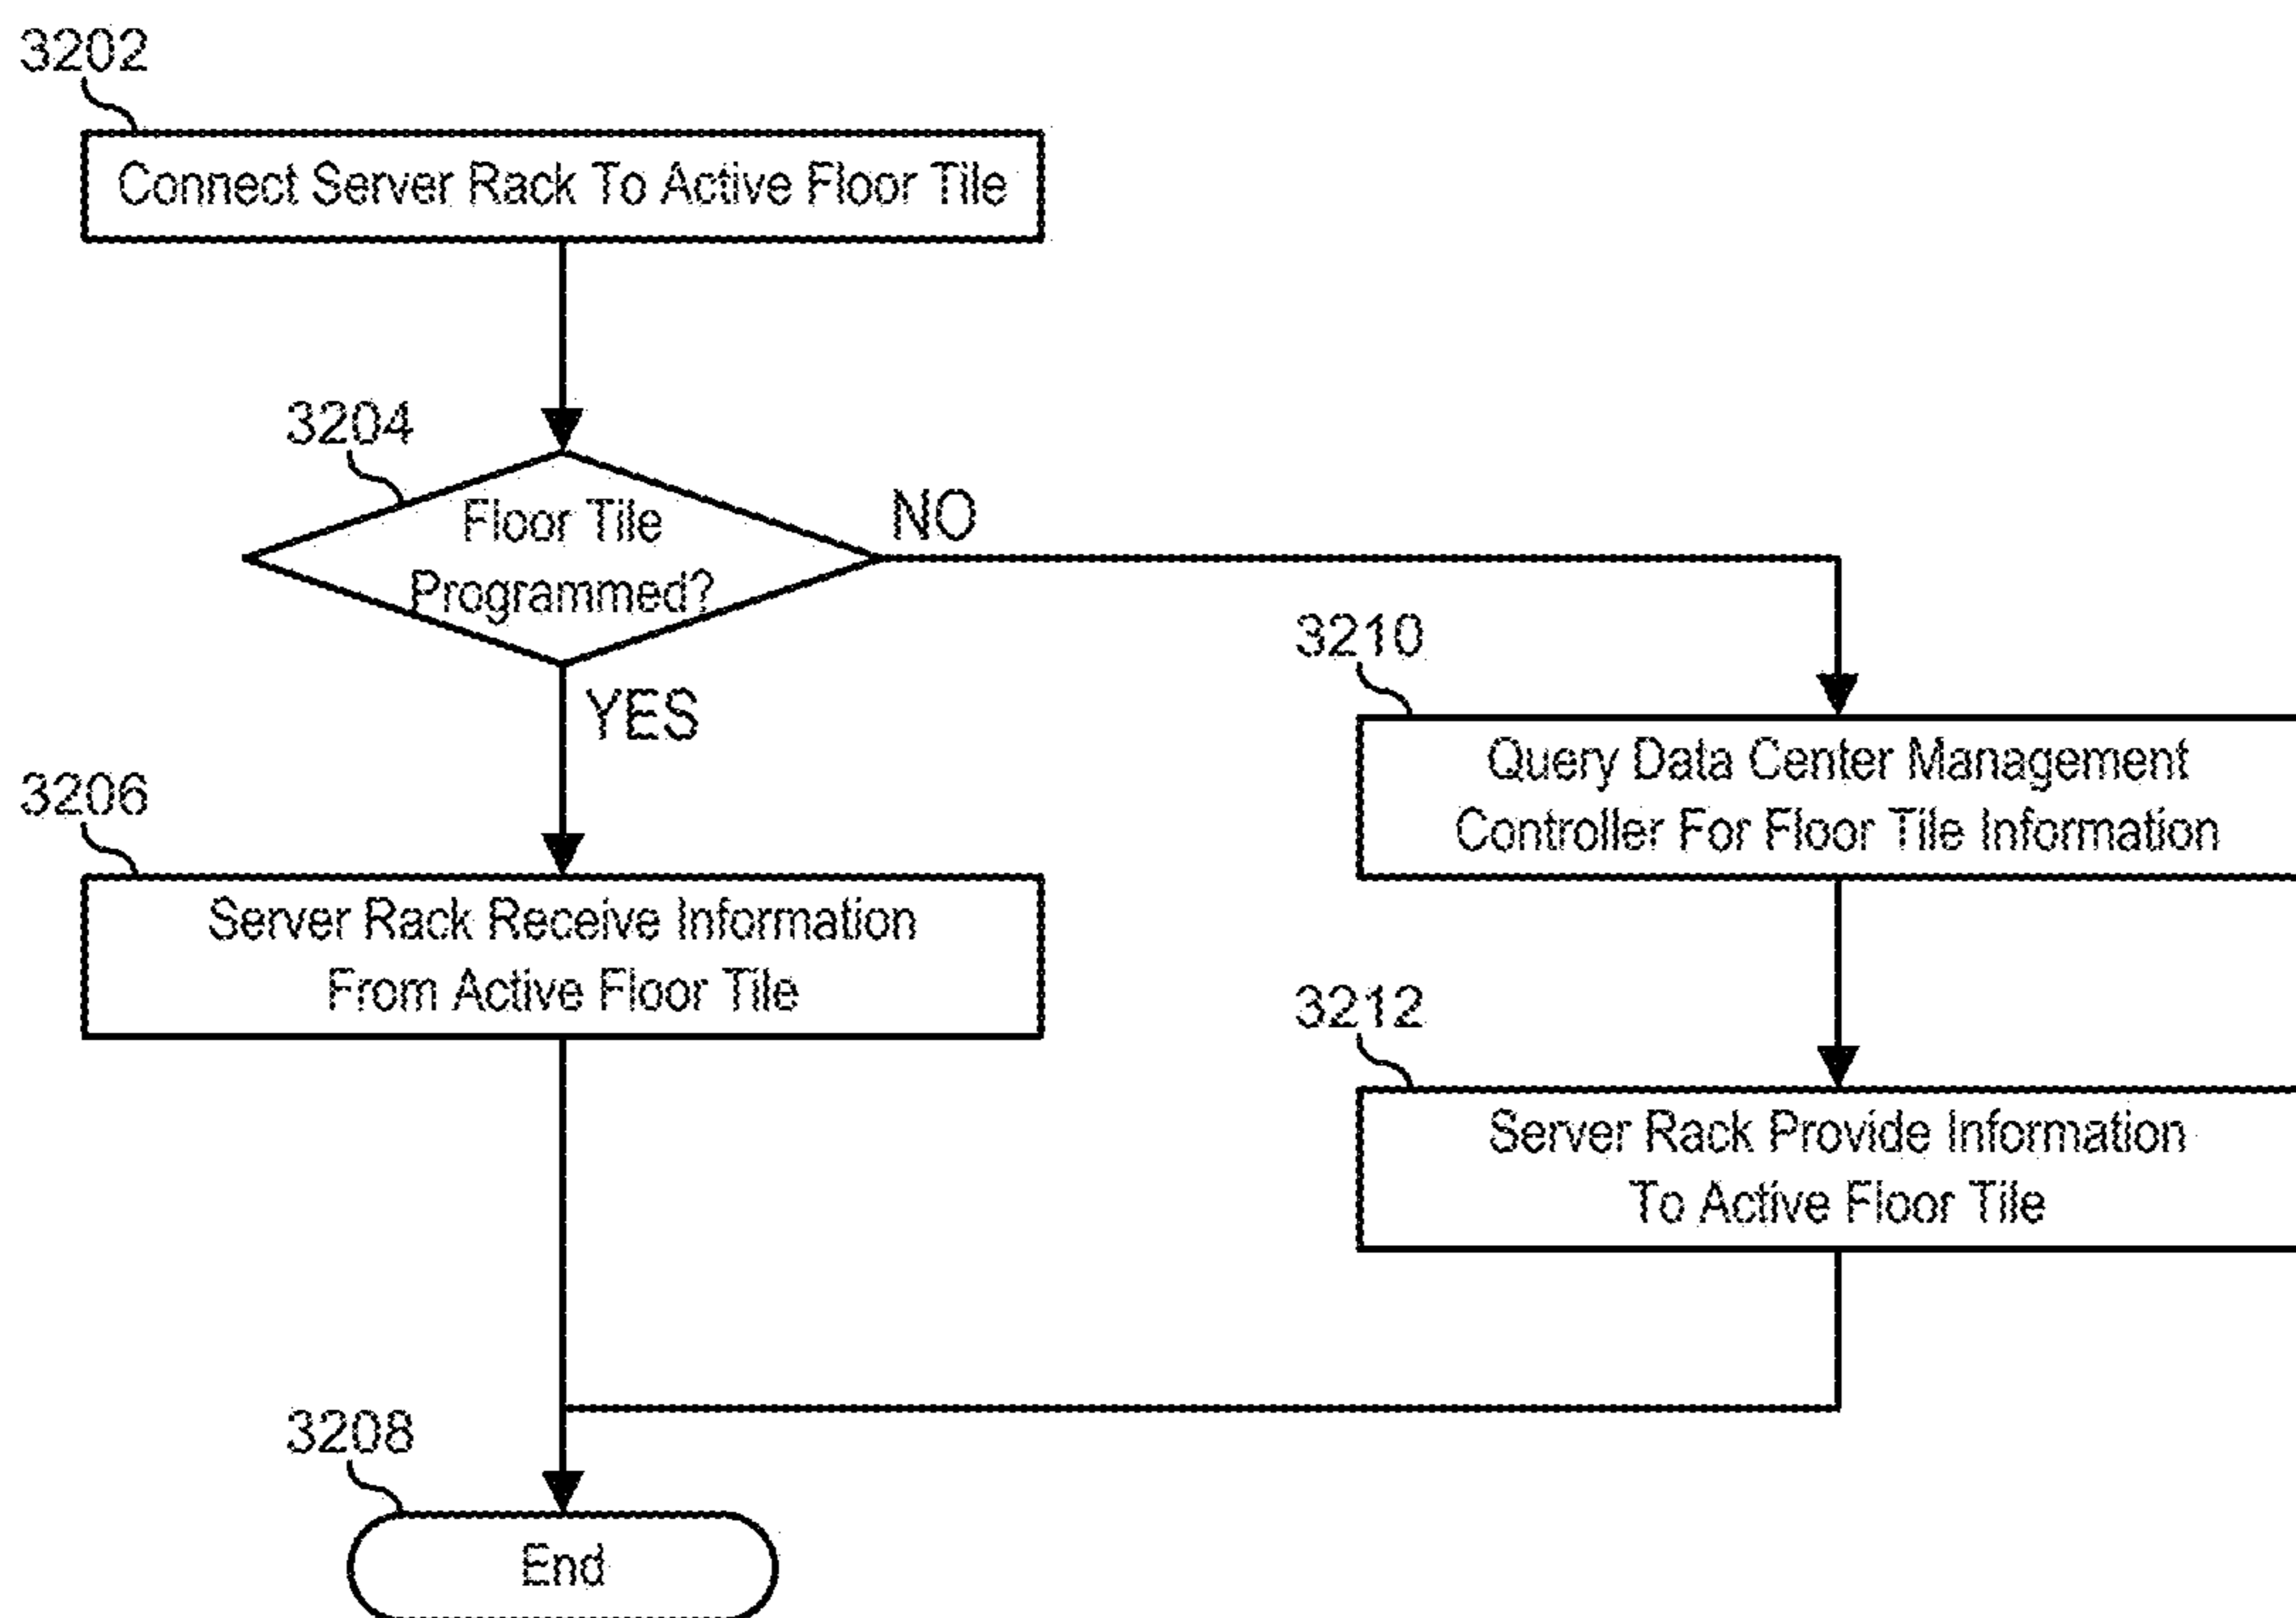 3202
Connect Server Rack To Active Floor Tile
3204
Floor Tile
Programmed?
NO
YES
3206
Server Rack Receive Information
From Active Floor Tile
3210
Query Data Center Management
Controller For Floor Tile Information
3212
Server Rack Provide Information
To Active Floor Tile
3208
End